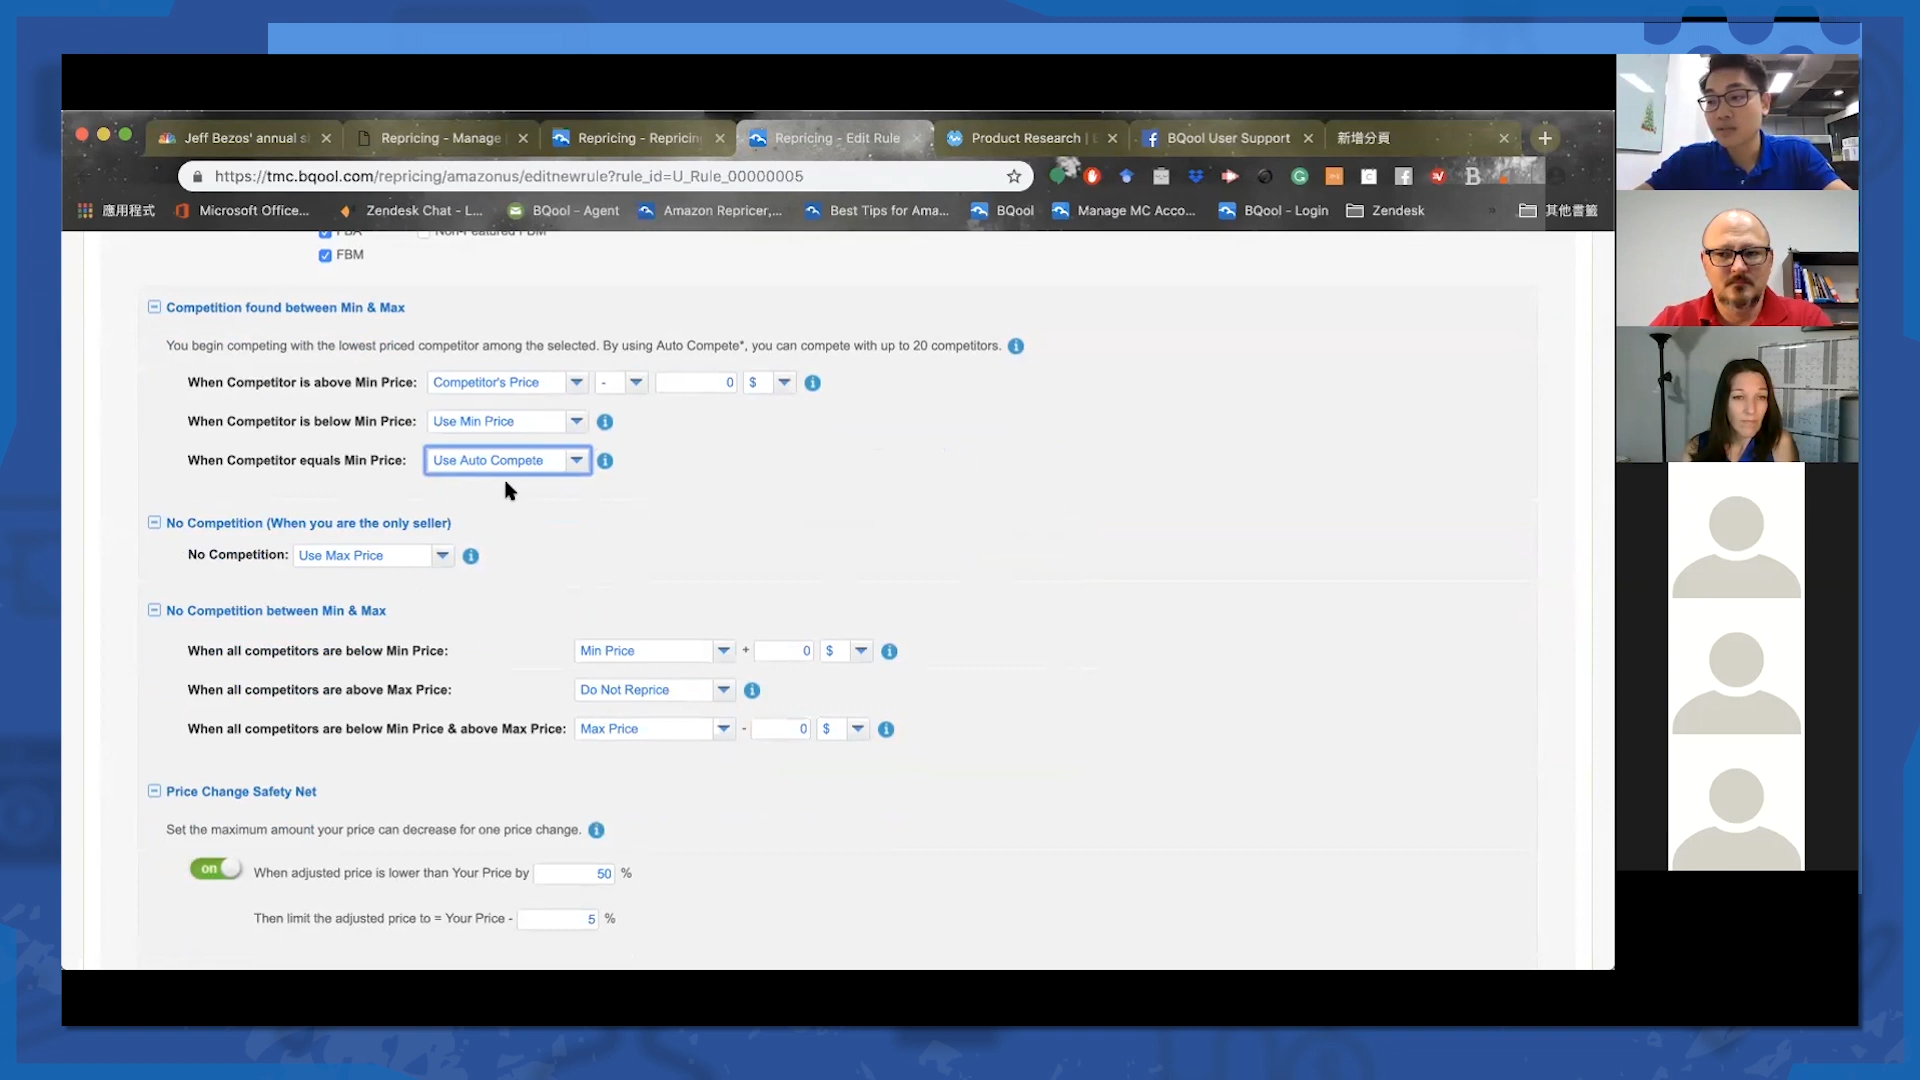 Jeff Bezos' annual s
Repricing - Manage
Repricing - Repricin
Repricing - Edit Rule
Product Research |
BQool User Support
新增分頁
https://tmc.bqool.com/repricing/amazonus/editnewrule?rule_id=U_Rule_00000005
應用程式
Microsoft Office...
Zendesk Chat - L...
BQool - Agent
Amazon Repricer,...
Best Tips for Ama...
BQool
Manage MC Acco...
BQool - Login
Zendesk
»
其他書籤
FBA
Non-Featured FBM
FBM
Competition found between Min & Max
You begin competing with the lowest priced competitor among the selected. By using Auto Compete*, you can compete with up to 20 competitors.
When Competitor is above Min Price: Competitor's Price - 0 $
When Competitor is below Min Price: Use Min Price
When Competitor equals Min Price: Use Auto Compete
No Competition (When you are the only seller)
No Competition: Use Max Price
No Competition between Min & Max
When all competitors are below Min Price: Min Price + 0 $
When all competitors are above Max Price: Do Not Reprice
When all competitors are below Min Price & above Max Price: Max Price - 0 $
Price Change Safety Net
Set the maximum amount your price can decrease for one price change.
on When adjusted price is lower than Your Price by 50 %
Then limit the adjusted price to = Your Price - 5 %